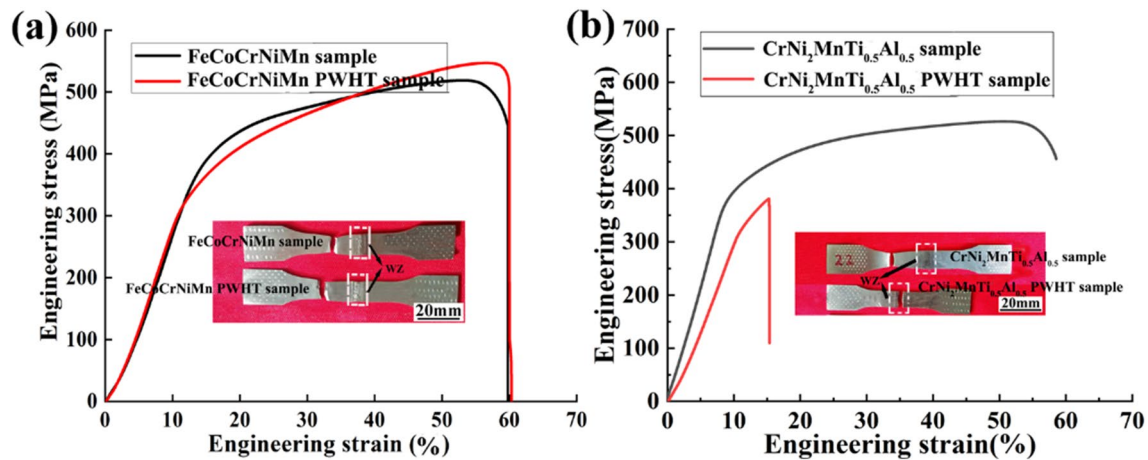 (a)
600
500
400
300
200
100
0
Engineering stress (MPa)
FeCoCrNiMn sample
FeCoCrNiMn PWHT sample
FeCoCrNiMn sample
WZ
FeCoCrNiMn PWHT sample
20mm
0 10 20 30 40 50 60 70
Engineering strain (%)
(b)
700
600
500
400
300
200
100
0
Engineering stress(MPa)
CrNi₂MnTi₀.₅Al₀.₅ sample
CrNi₂MnTi₀.₅Al₀.₅ PWHT sample
22
CrNi₂MnTi₀.₅Al₀.₅ sample
WZ
CrNi₂MnTi₀.₅Al₀.₅ PWHT sample
20mm
0 10 20 30 40 50 60 70
Engineering strain(%)